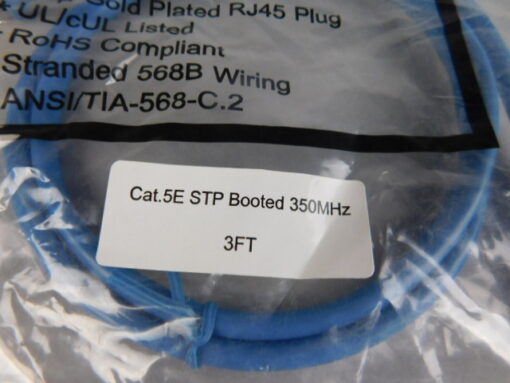 Gold Plated RJ45 Plug
* UL/cUL Listed
* RoHS Compliant
Stranded 568B Wiring
ANSI/TIA-568-C.2
Cat.5E STP Booted 350MHz
3FT